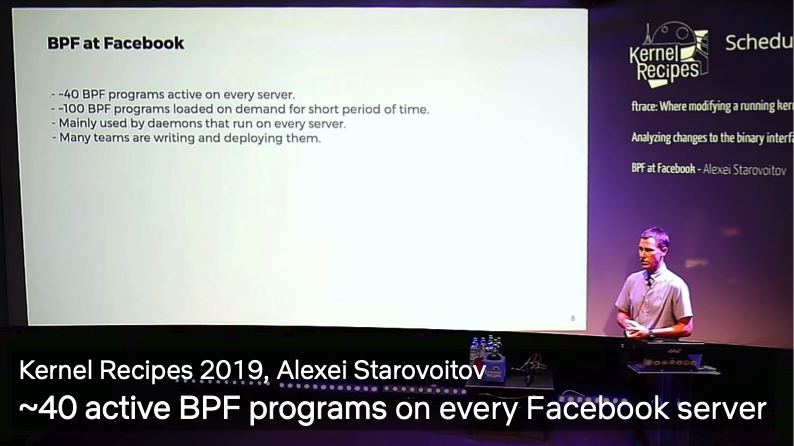 BPF at Facebook
- ~40 BPF programs active on every server.
- ~100 BPF programs loaded on demand for short period of time.
- Mainly used by daemons that run on every server.
- Many teams are writing and deploying them.
8
Kernel
Recipes
Schedu
ftrace: Where modifying a running ker
Analyzing changes to the binary interf
BPF at Facebook - Alexei Starovoitov
Kernel Recipes 2019, Alexei Starovoitov
~40 active BPF programs on every Facebook server